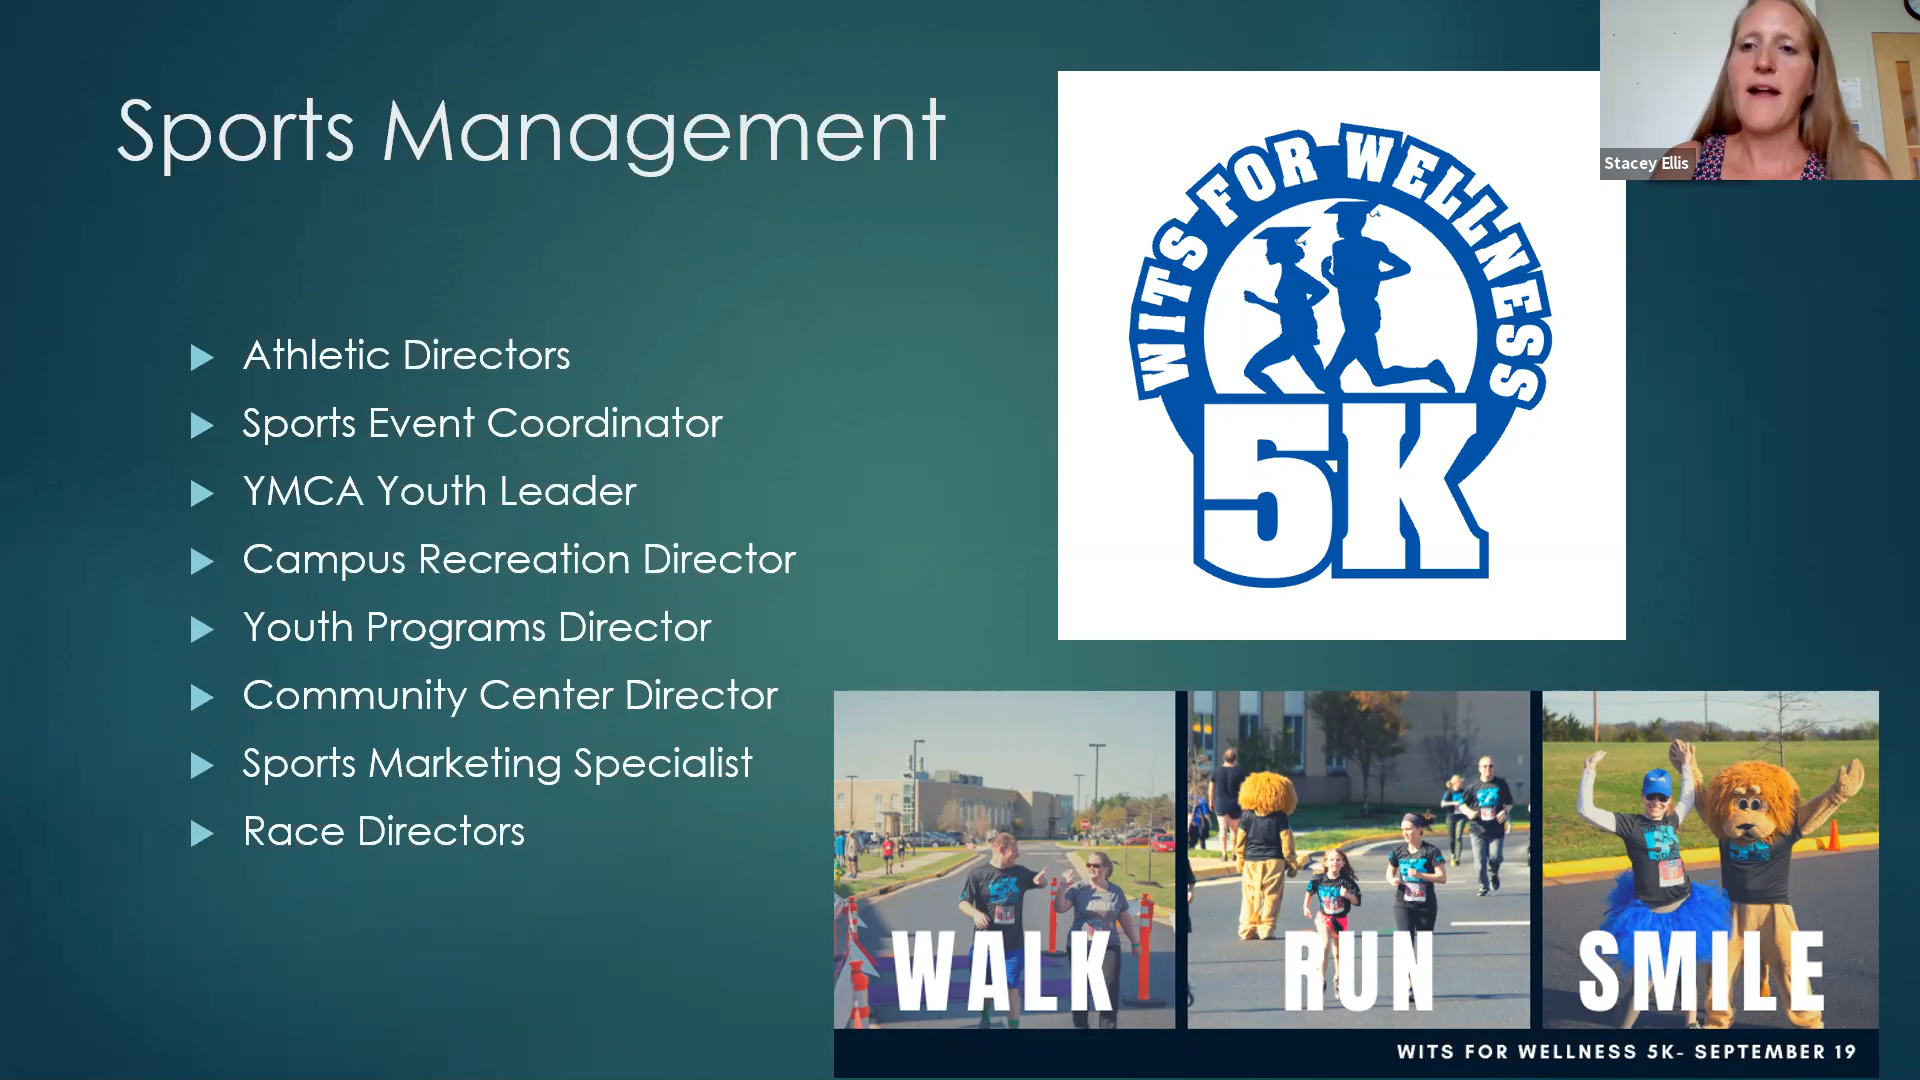 Sports Management
Athletic Directors
Sports Event Coordinator
YMCA Youth Leader
Campus Recreation Director
Youth Programs Director
Community Center Director
Sports Marketing Specialist
Race Directors
WITS FOR WELLNESS
5K
Stacey Ellis
WALK
RUN
SMILE
WITS FOR WELLNESS 5K- SEPTEMBER 19